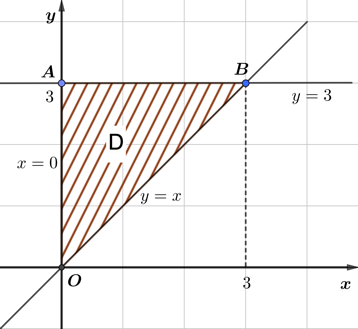 y
A
B
3
y = 3
D
x = 0
y = x
O
3
x